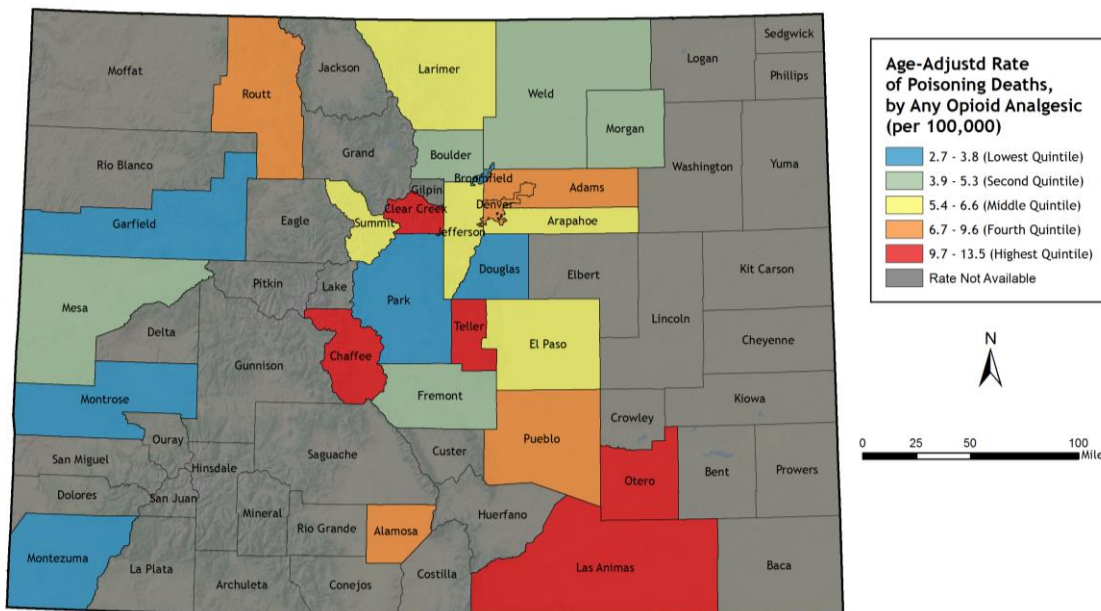 Moffat
Routt
Jackson
Larimer
Weld
Logan
Sedgwick
Phillips
Morgan
Rio Blanco
Grand
Boulder
Broomfield
Washington
Yuma
Gilpin
Adams
Garfield
Eagle
Summit
Clear Creek
Denver
Jefferson
Arapahoe
Pitkin
Lake
Park
Douglas
Elbert
Kit Carson
Mesa
Delta
Lincoln
Teller
El Paso
Cheyenne
Gunnison
Chaffee
Fremont
Kiowa
Montrose
Crowley
Ouray
Pueblo
Saguache
Custer
San Miguel
Hinsdale
Otero
Bent
Prowers
Dolores
San Juan
Mineral
Rio Grande
Alamosa
Huerfano
Montezuma
La Plata
Archuleta
Conejos
Costilla
Las Animas
Baca
Age-Adjustd Rate
of Poisoning Deaths,
by Any Opioid Analgesic
(per 100,000)
2.7 - 3.8 (Lowest Quintile)
3.9 - 5.3 (Second Quintile)
5.4 - 6.6 (Middle Quintile)
6.7 - 9.6 (Fourth Quintile)
9.7 - 13.5 (Highest Quintile)
Rate Not Available
N
0 25 50 100
Mile